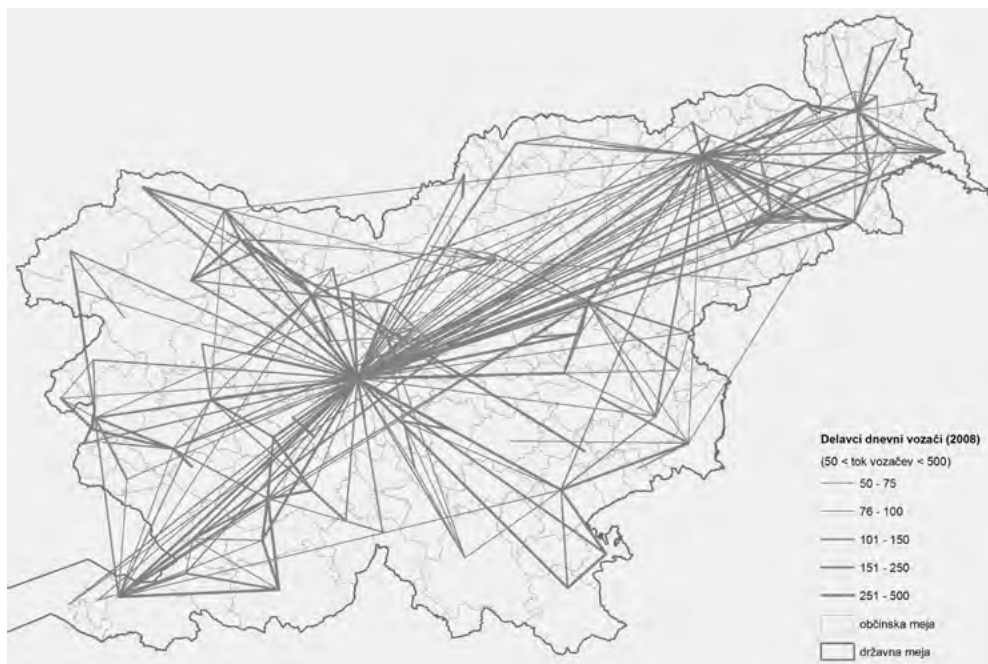 Delavci dnevni vozači (2008)
(50 < tok vozačev < 500)
50 - 75
76 - 100
101 - 150
151 - 250
251 - 500
občinska meja
državna meja